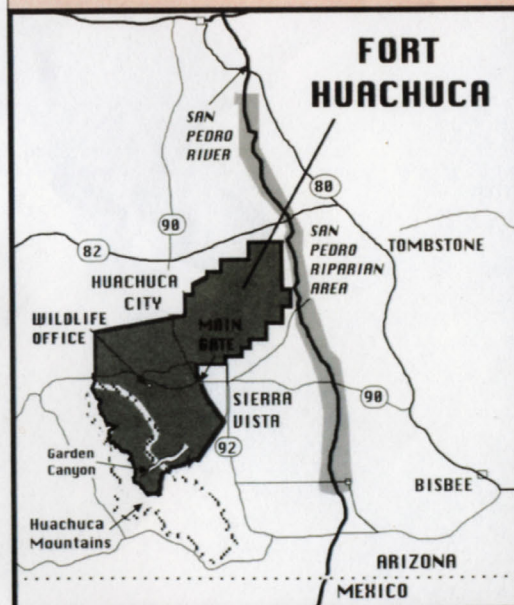 FORT
HUACHUCA
SAN
PEDRO
RIVER
80
90
SAN
PEDRO
RIPARIAN
AREA
82
TOMBSTONE
HUACHUCA
CITY
WILDLIFE
OFFICE
MAIN
GATE
SIERRA
VISTA
90
92
Garden
Canyon
BISBEE
Huachuca
Mountains
ARIZONA
MEXICO